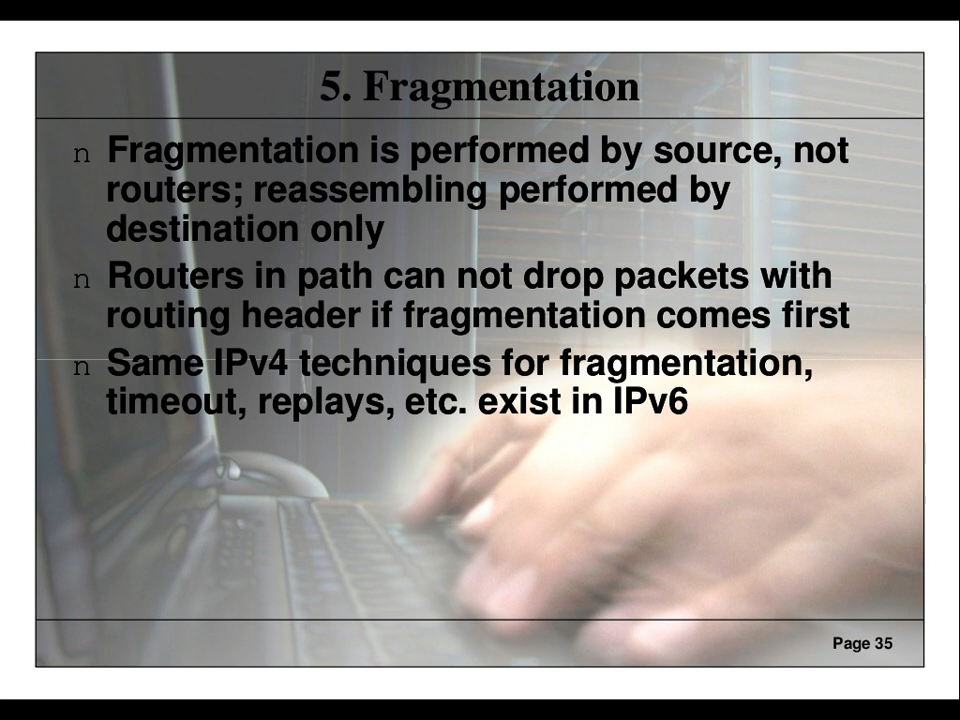 5. Fragmentation
n Fragmentation is performed by source, not
routers; reassembling performed by
destination only
n Routers in path can not drop packets with
routing header if fragmentation comes first
n Same IPv4 techniques for fragmentation,
timeout, replays, etc. exist in IPv6
Page 35